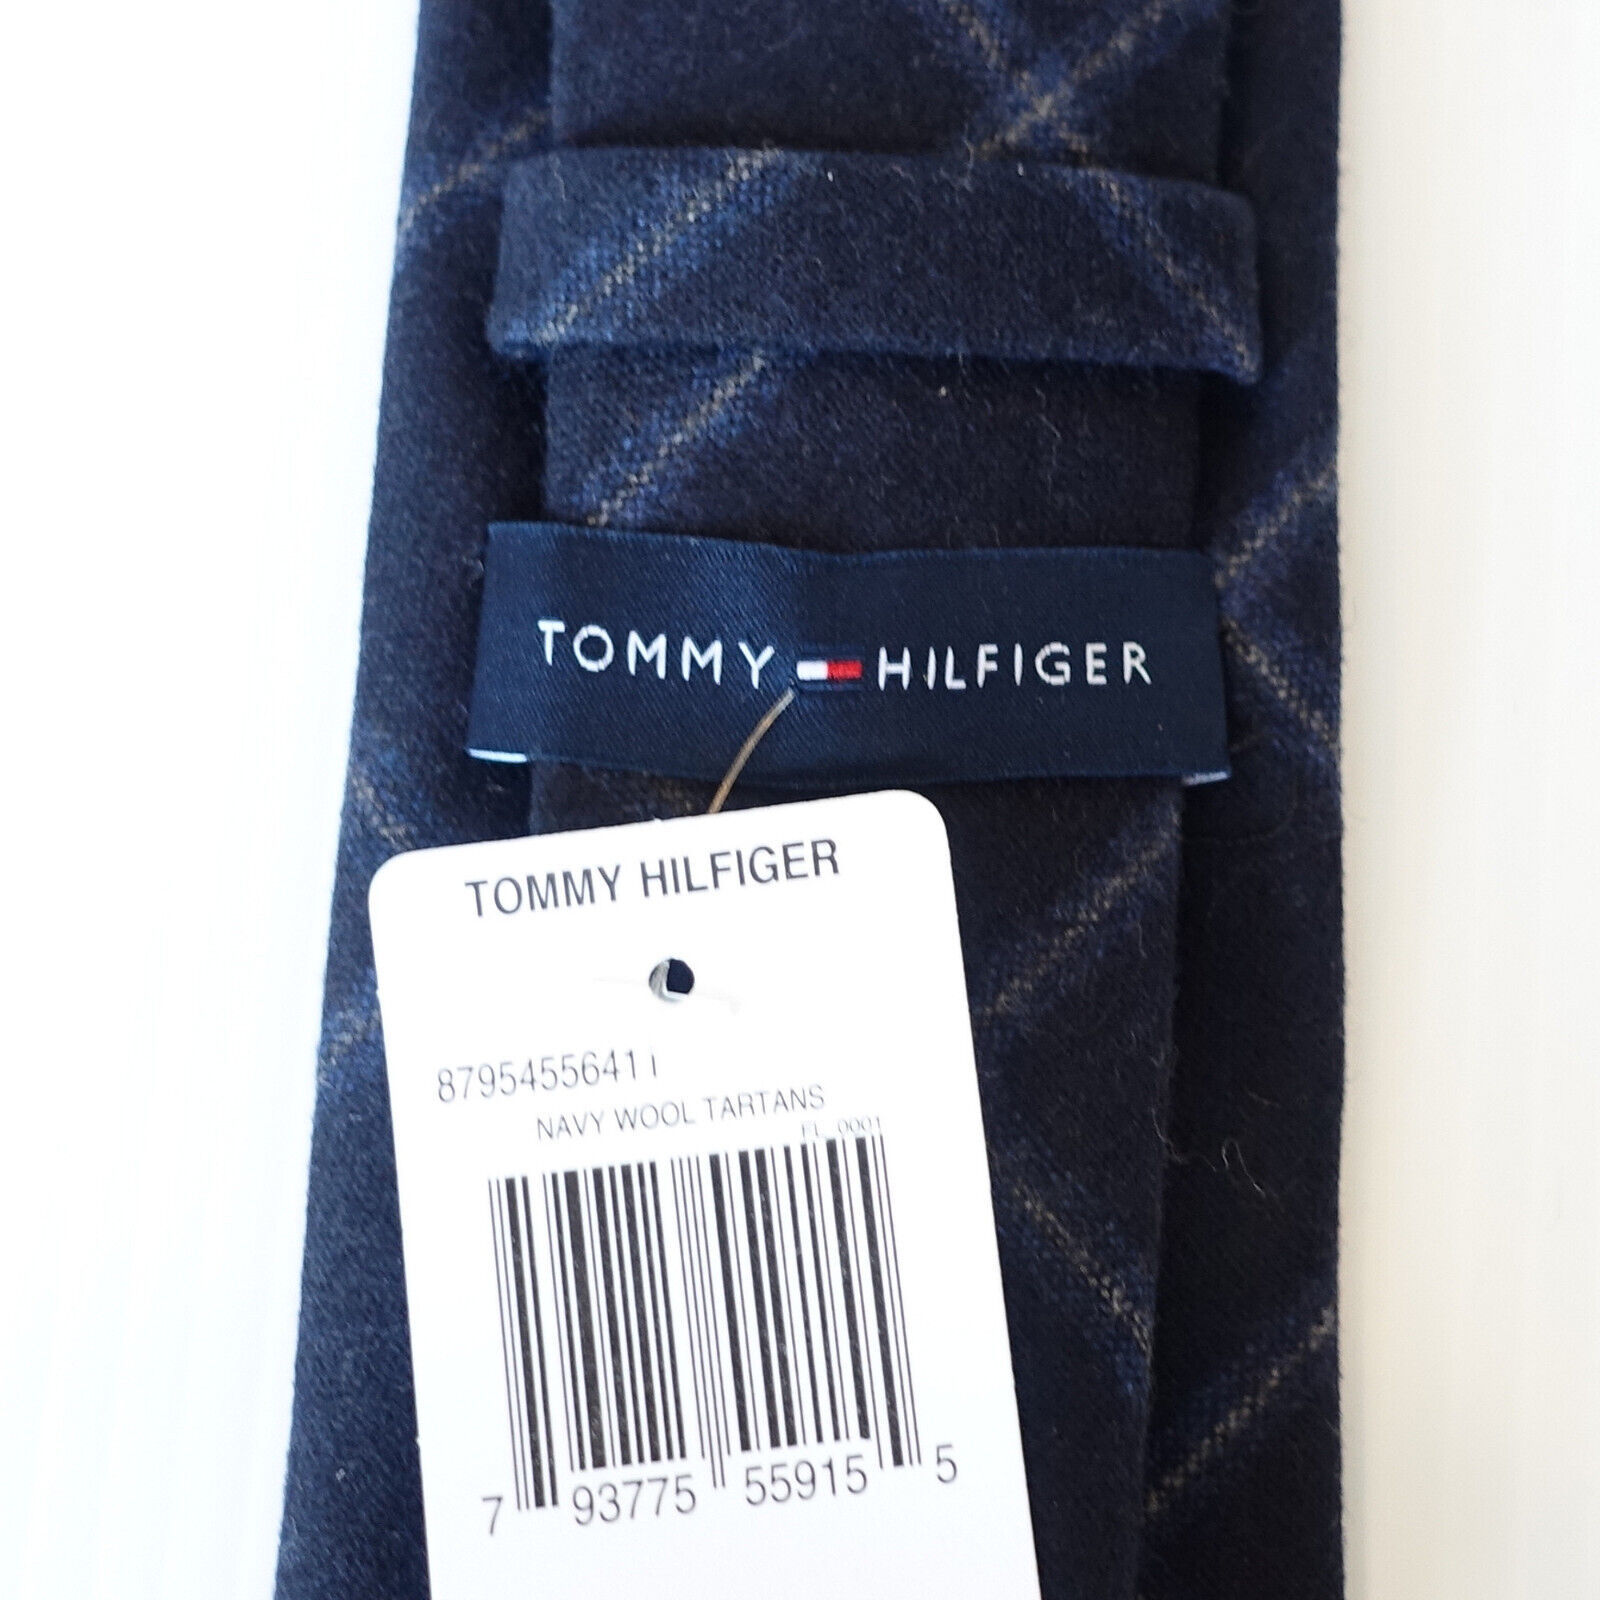 TOMMY HILFIGER
TOMMY HILFIGER
87954556411
NAVY WOOL TARTANS
FL 0001
7 93775 55915 5